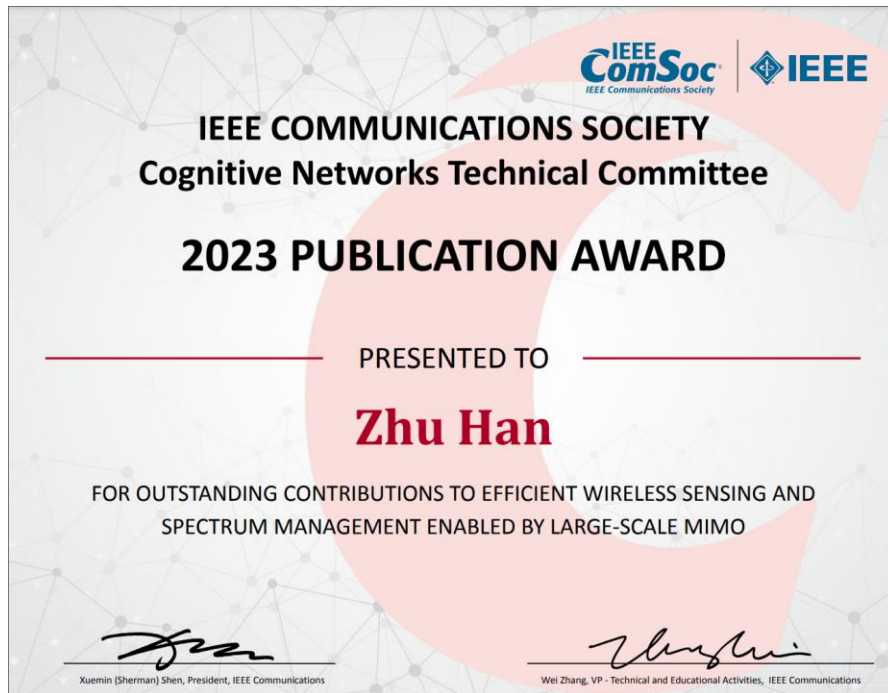 IEEE
ComSoc
IEEE Communications Society
IEEE
IEEE COMMUNICATIONS SOCIETY
Cognitive Networks Technical Committee
2023 PUBLICATION AWARD
PRESENTED TO
Zhu Han
FOR OUTSTANDING CONTRIBUTIONS TO EFFICIENT WIRELESS SENSING AND
SPECTRUM MANAGEMENT ENABLED BY LARGE-SCALE MIMO
Xuemin (Sherman) Shen, President, IEEE Communications
Wei Zhang, VP - Technical and Educational Activities, IEEE Communications